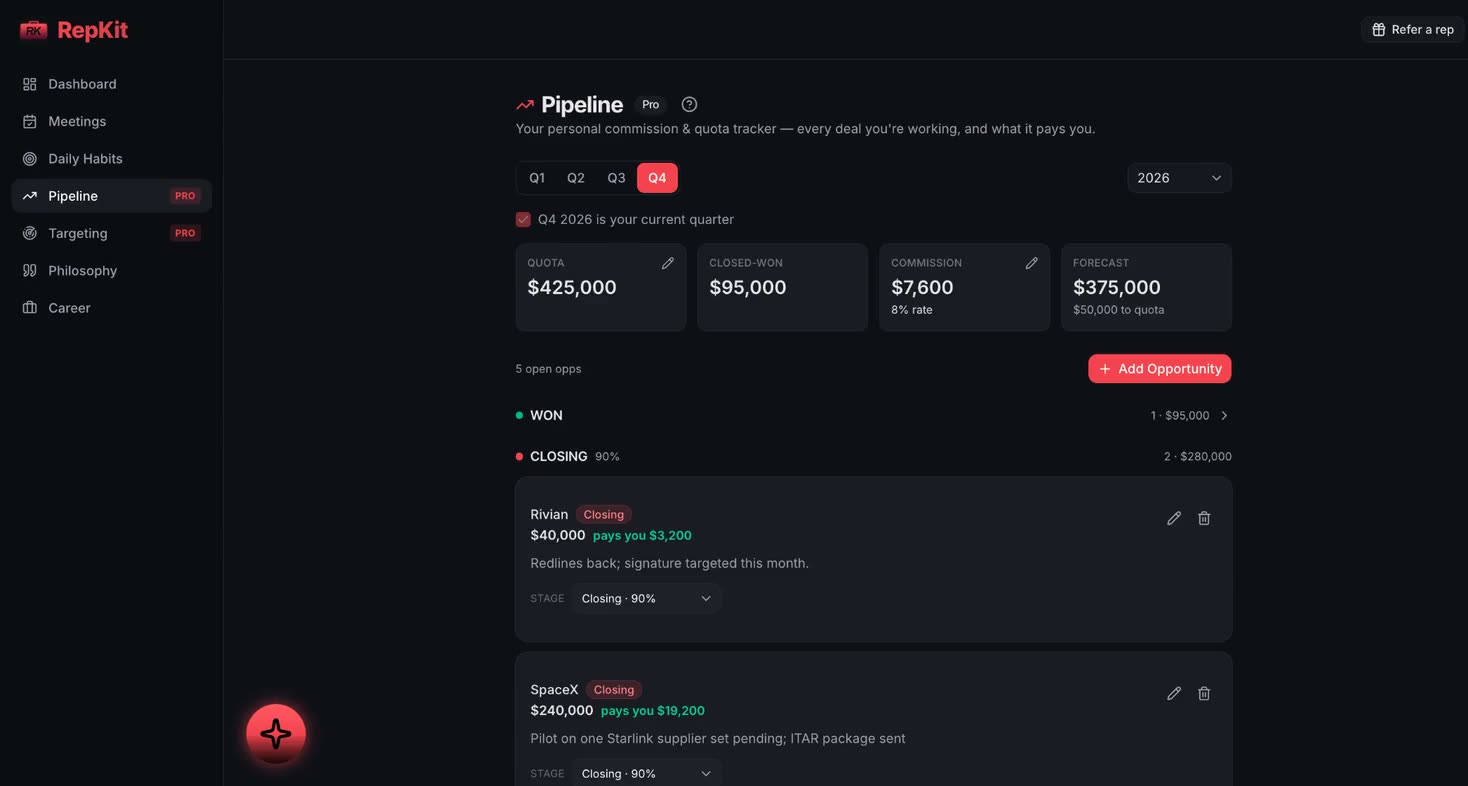 RK RepKit
Refer a rep
Dashboard
Meetings
Daily Habits
Pipeline PRO
Targeting PRO
Philosophy
Career
Pipeline Pro
Your personal commission & quota tracker — every deal you're working, and what it pays you.
Q1 Q2 Q3 Q4 2026
Q4 2026 is your current quarter
QUOTA
$425,000
CLOSED-WON
$95,000
COMMISSION
$7,600
8% rate
FORECAST
$375,000
$50,000 to quota
5 open opps
+ Add Opportunity
WON 1 · $95,000
CLOSING 90% 2 · $280,000
Rivian Closing
$40,000 pays you $3,200
Redlines back; signature targeted this month.
STAGE Closing · 90%
SpaceX Closing
$240,000 pays you $19,200
Pilot on one Starlink supplier set pending; ITAR package sent
STAGE Closing · 90%